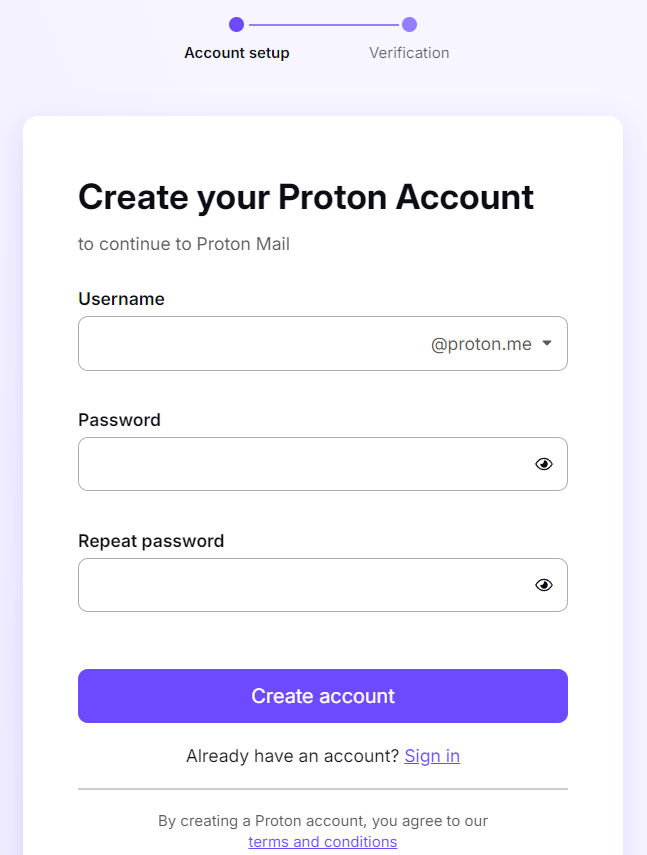 Account setup
Verification
Create your Proton Account
to continue to Proton Mail
Username
@proton.me
Password
Repeat password
Create account
Already have an account? Sign in
By creating a Proton account, you agree to our
terms and conditions